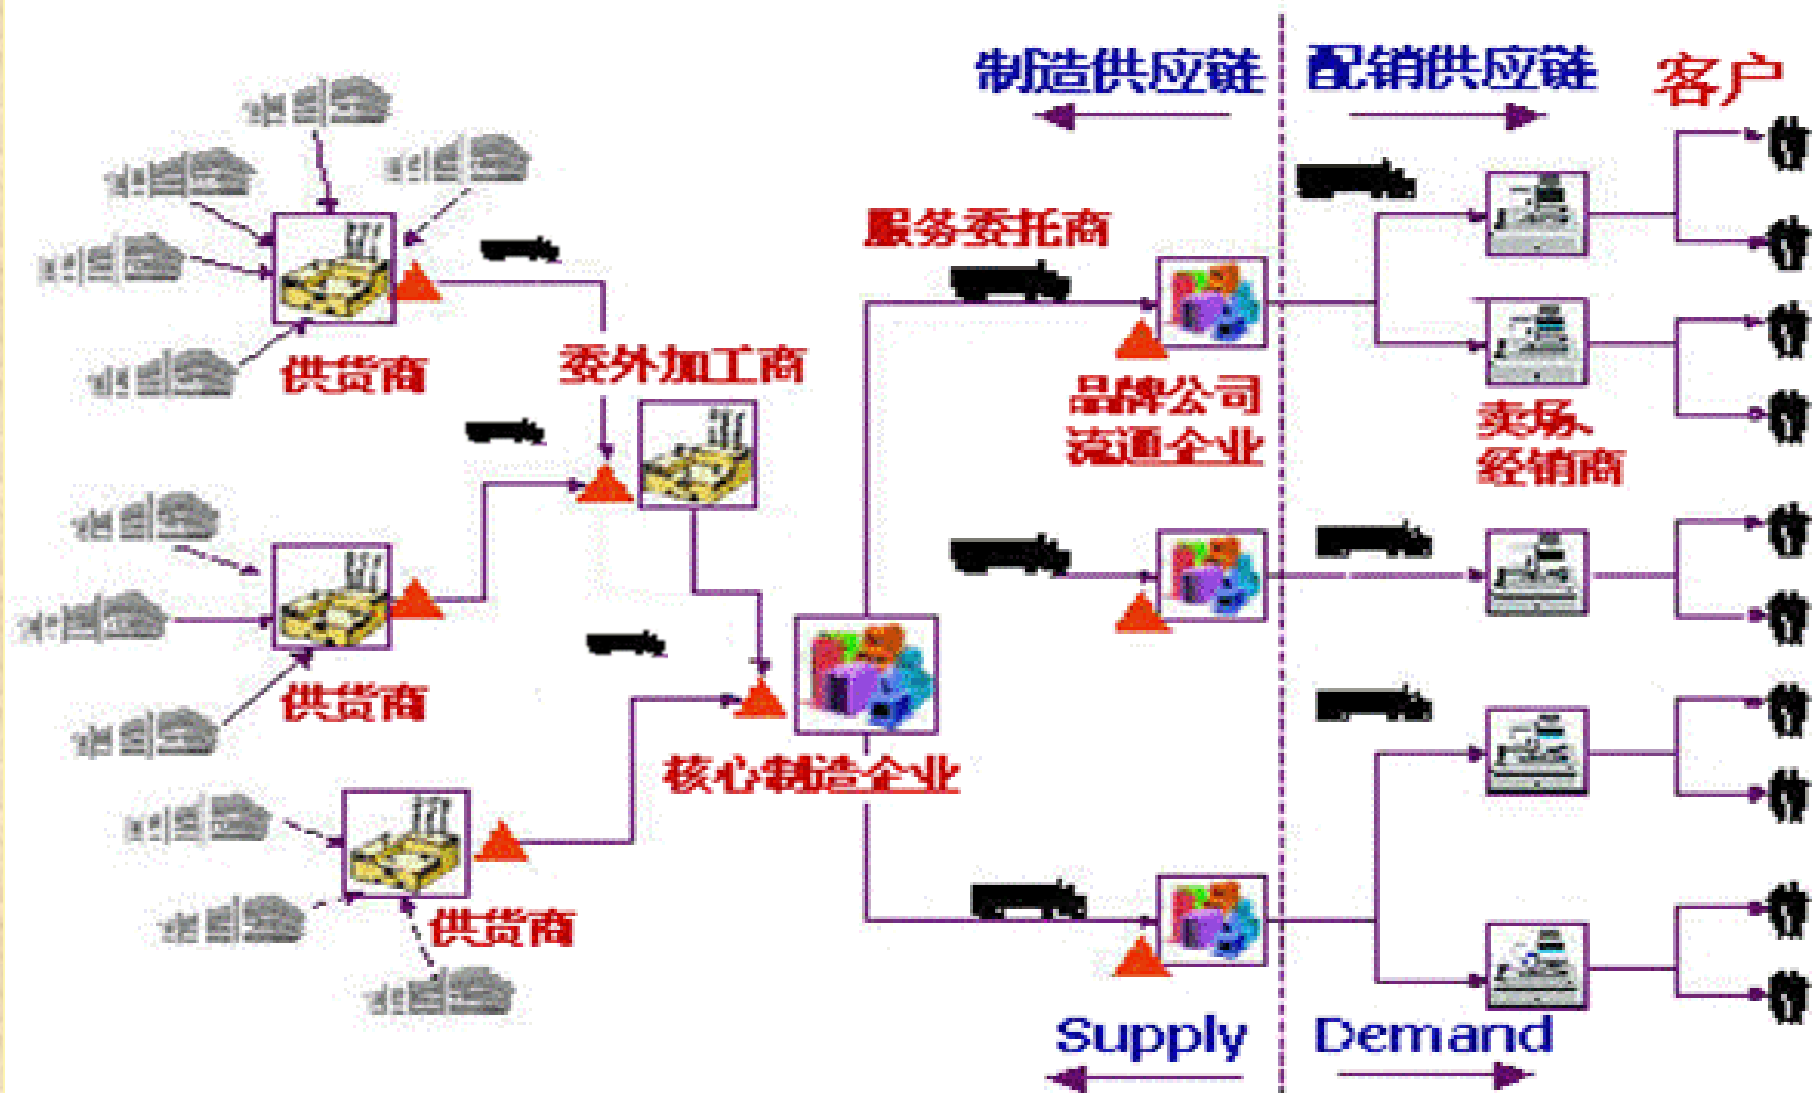 制造供应链
配销供应链
客户
服务委托商
供货商
委外加工商
品牌公司
流通企业
卖场、
经销商
供货商
核心制造企业
供货商
Supply
Demand